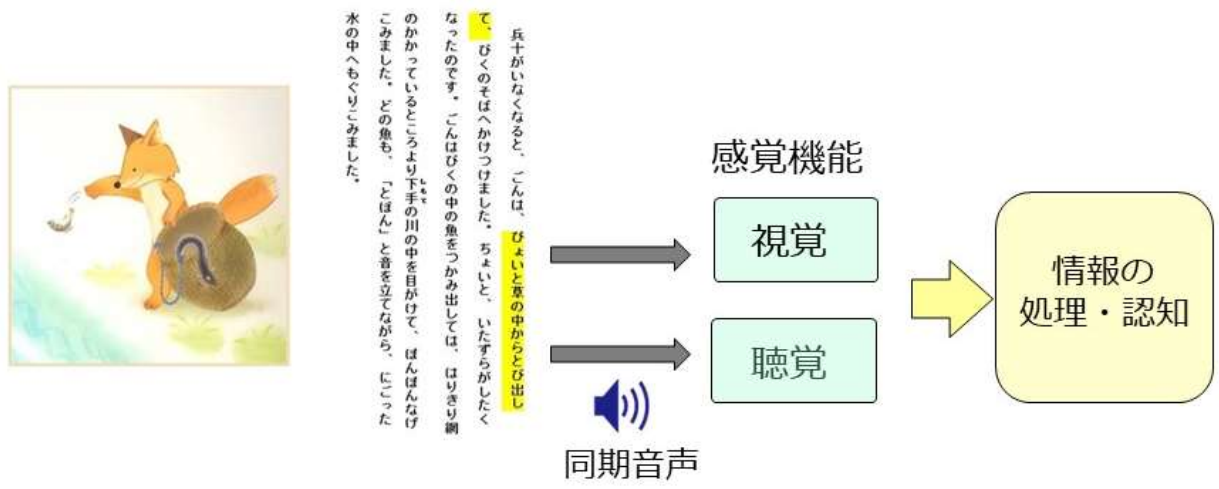 兵十がいなくなると、ごんは、ぴょいと草の中からとび出し
て、びくのそばへかけつけました。ちょいと、いたずらがしたく
なったのです。ごんはびくの中の魚をつかみ出しては、はりきり網
のかかっているところより下手の川の中を目がけて、ぽんぽんなげ
しもて
こみました。どの魚も、「とぼん」と音を立てながら、にごった
水の中へもぐりこみました。
感覚機能
視覚
聴覚
同期音声
情報の
処理・認知